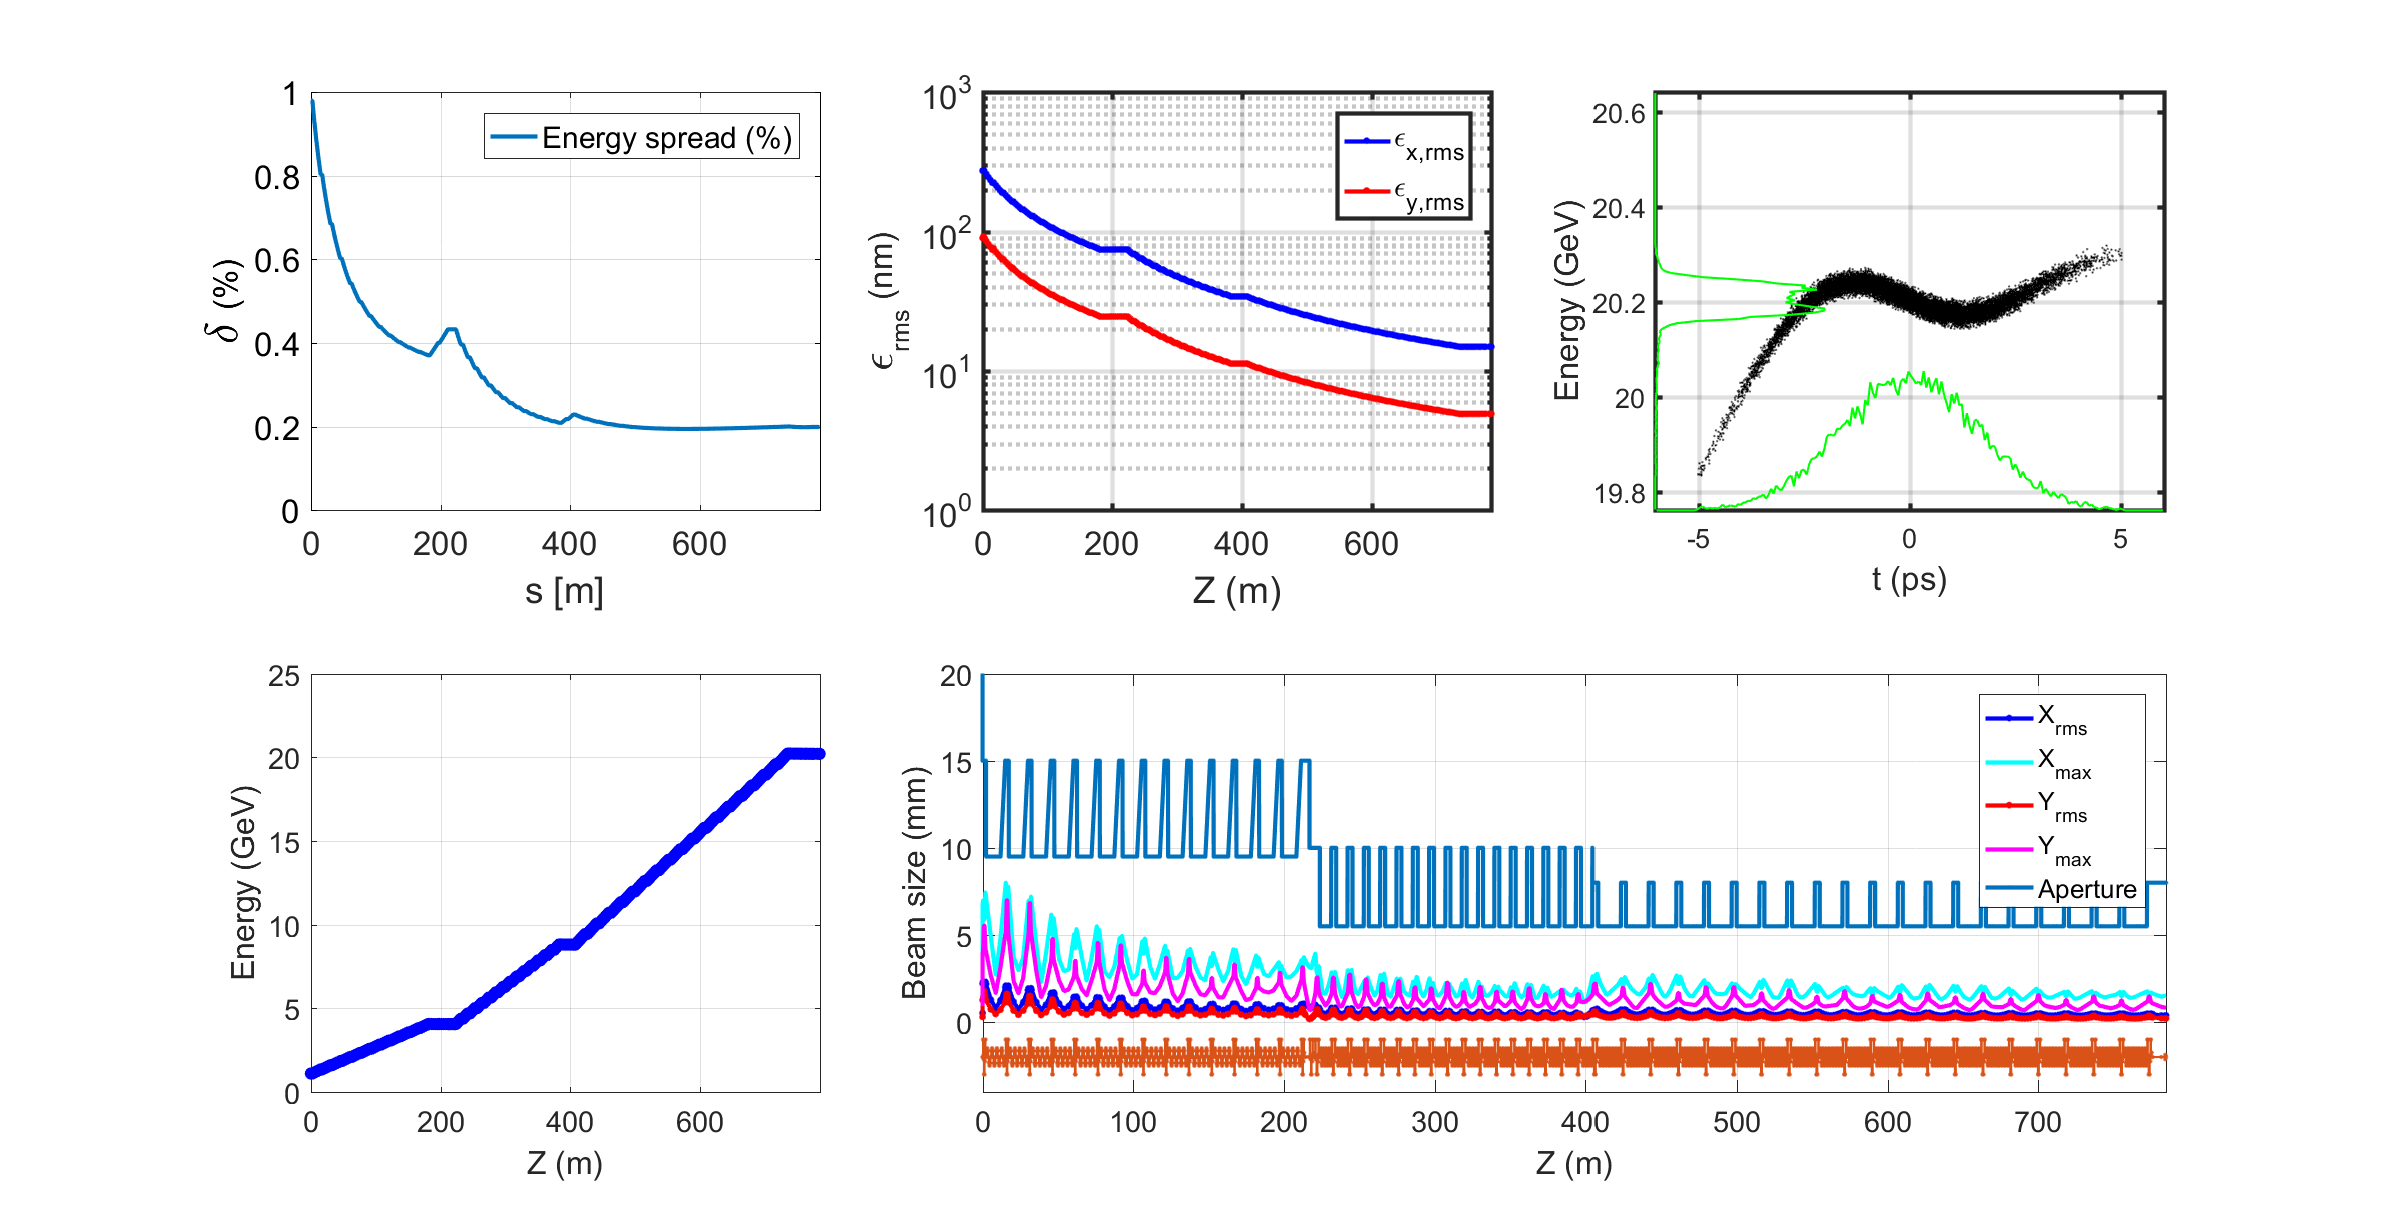 1
0.8
0.6
0.4
0.2
0
0 200 400 600
δ (%)
s [m]
Energy spread (%)
10^3
10^2
10^1
10^0
0 200 400 600
ϵ_rms (nm)
Z (m)
ϵ_x,rms
ϵ_y,rms
20.6
20.4
20.2
20
19.8
-5 0 5
Energy (GeV)
t (ps)
25
20
15
10
5
0
0 200 400 600
Energy (GeV)
Z (m)
20
15
10
5
0
0 100 200 300 400 500 600 700
Beam size (mm)
Z (m)
X_rms
X_max
Y_rms
Y_max
Aperture